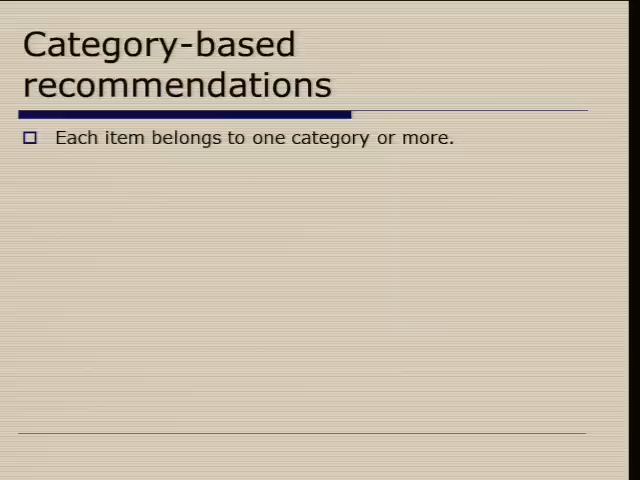 Category-based
recommendations
Each item belongs to one category or more.